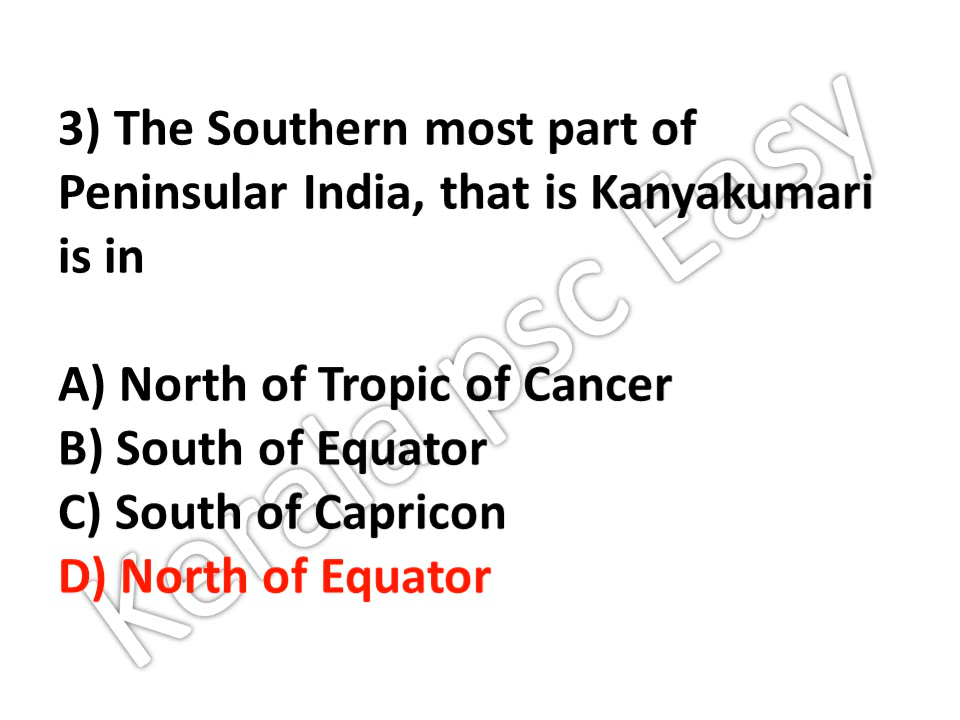 3) The Southern most part of
Peninsular India, that is Kanyakumari
is in
A) North of Tropic of Cancer
B) South of Equator
C) South of Capricon
D) North of Equator
Kerala psc Easy